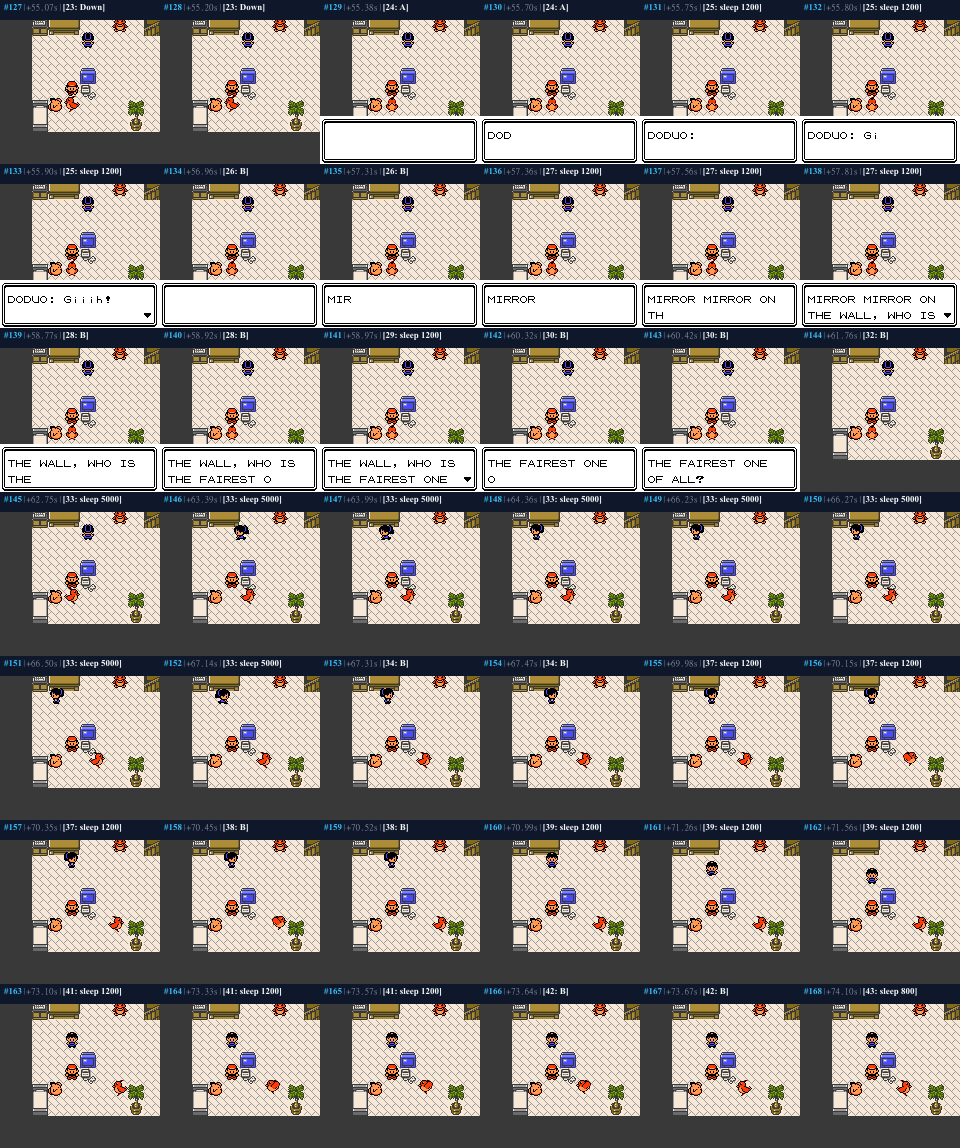 #127 | +55.07s | [23: Down]
#128 | +55.20s | [23: Down]
#129 | +55.38s | [24: A]
#130 | +55.70s | [24: A]
#131 | +55.75s | [25: sleep 1200]
#132 | +55.80s | [25: sleep 1200]
DOD
DODUO:
DODUO: Gi
#133 | +55.90s | [25: sleep 1200]
#134 | +56.96s | [26: B]
#135 | +57.31s | [26: B]
#136 | +57.36s | [27: sleep 1200]
#137 | +57.56s | [27: sleep 1200]
#138 | +57.81s | [27: sleep 1200]
DODUO: Giiih!
MIR
MIRROR
MIRROR MIRROR ON
TH
MIRROR MIRROR ON
THE WALL, WHO IS
#139 | +58.77s | [28: B]
#140 | +58.92s | [28: B]
#141 | +58.97s | [29: sleep 1200]
#142 | +60.32s | [30: B]
#143 | +60.42s | [30: B]
#144 | +61.76s | [32: B]
THE WALL, WHO IS
THE
THE WALL, WHO IS
THE FAIREST O
THE WALL, WHO IS
THE FAIREST ONE
THE FAIREST ONE
O
THE FAIREST ONE
OF ALL?
#145 | +62.75s | [33: sleep 5000]
#146 | +63.39s | [33: sleep 5000]
#147 | +63.99s | [33: sleep 5000]
#148 | +64.36s | [33: sleep 5000]
#149 | +66.23s | [33: sleep 5000]
#150 | +66.27s | [33: sleep 5000]
#151 | +66.50s | [33: sleep 5000]
#152 | +67.14s | [33: sleep 5000]
#153 | +67.31s | [34: B]
#154 | +67.47s | [34: B]
#155 | +69.98s | [37: sleep 1200]
#156 | +70.15s | [37: sleep 1200]
#157 | +70.35s | [37: sleep 1200]
#158 | +70.45s | [38: B]
#159 | +70.52s | [38: B]
#160 | +70.99s | [39: sleep 1200]
#161 | +71.26s | [39: sleep 1200]
#162 | +71.56s | [39: sleep 1200]
#163 | +73.10s | [41: sleep 1200]
#164 | +73.33s | [41: sleep 1200]
#165 | +73.57s | [41: sleep 1200]
#166 | +73.64s | [42: B]
#167 | +73.67s | [42: B]
#168 | +74.10s | [43: sleep 800]